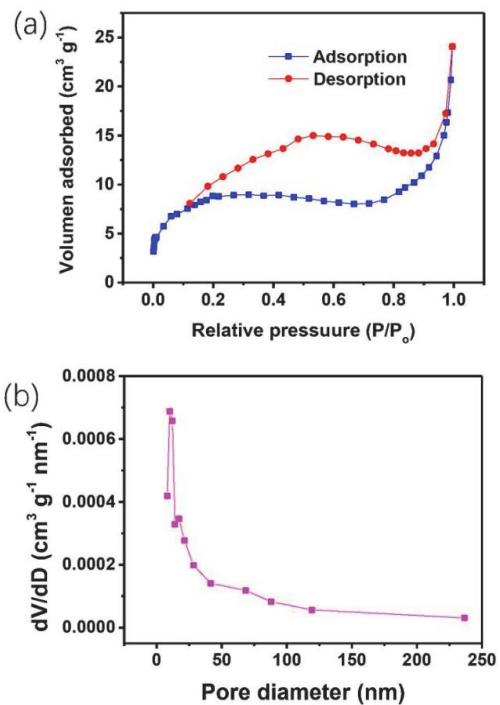 (a)
25
20
15
10
5
0
Volumen adsorbed (cm³ g⁻¹)
Adsorption
Desorption
0.0 0.2 0.4 0.6 0.8 1.0
Relative pressuure (P/Pₒ)
(b)
0.0008
0.0006
0.0004
0.0002
0.0000
dV/dD (cm³ g⁻¹ nm⁻¹)
0 50 100 150 200 250
Pore diameter (nm)